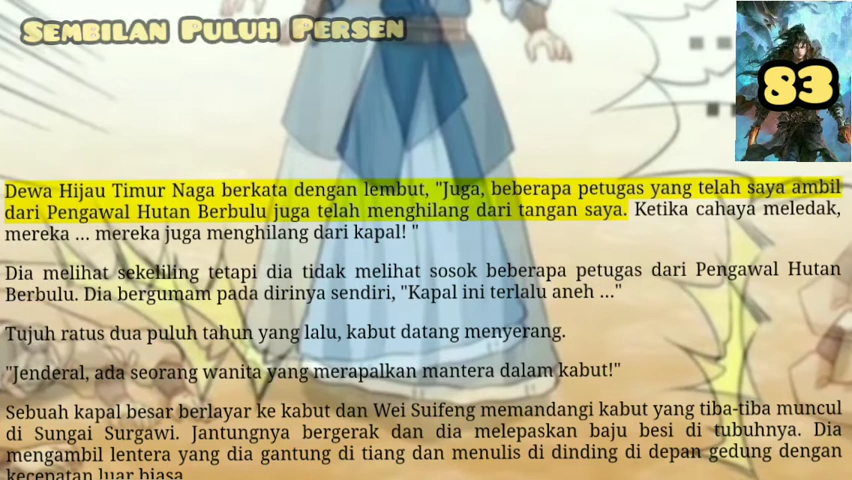 Sembilan Puluh Persen
83
Dewa Hijau Timur Naga berkata dengan lembut, "Juga, beberapa petugas yang telah saya ambil
dari Pengawal Hutan Berbulu juga telah menghilang dari tangan saya. Ketika cahaya meledak,
mereka ... mereka juga menghilang dari kapal! "
Dia melihat sekeliling tetapi dia tidak melihat sosok beberapa petugas dari Pengawal Hutan
Berbulu. Dia bergumam pada dirinya sendiri, "Kapal ini terlalu aneh ..."
Tujuh ratus dua puluh tahun yang lalu, kabut datang menyerang.
"Jenderal, ada seorang wanita yang merapalkan mantera dalam kabut!"
Sebuah kapal besar berlayar ke kabut dan Wei Suifeng memandangi kabut yang tiba-tiba muncul
di Sungai Surgawi. Jantungnya bergerak dan dia melepaskan baju besi di tubuhnya. Dia
mengambil lentera yang dia gantung di tiang dan menulis di dinding di depan gedung dengan
kecepatan luar biasa